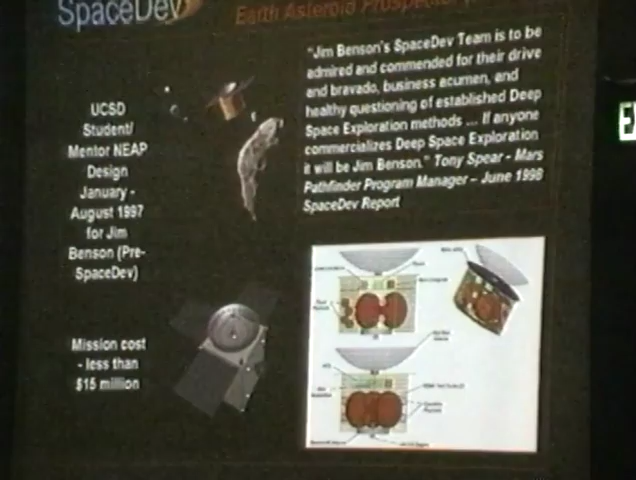 SpaceDev
Earth Asteroid Prospector
"Jim Benson's SpaceDev Team is to be
admired and commended for their drive
and bravado, business acumen, and
healthy questioning of established Deep
Space Exploration methods ... If anyone
commercializes Deep Space Exploration
it will be Jim Benson." Tony Spear - Mars
Pathfinder Program Manager – June 1998
SpaceDev Report
UCSD
Student/
Mentor NEAP
Design
January -
August 1997
for Jim
Benson (Pre-
SpaceDev)
Mission cost
- less than
$15 million